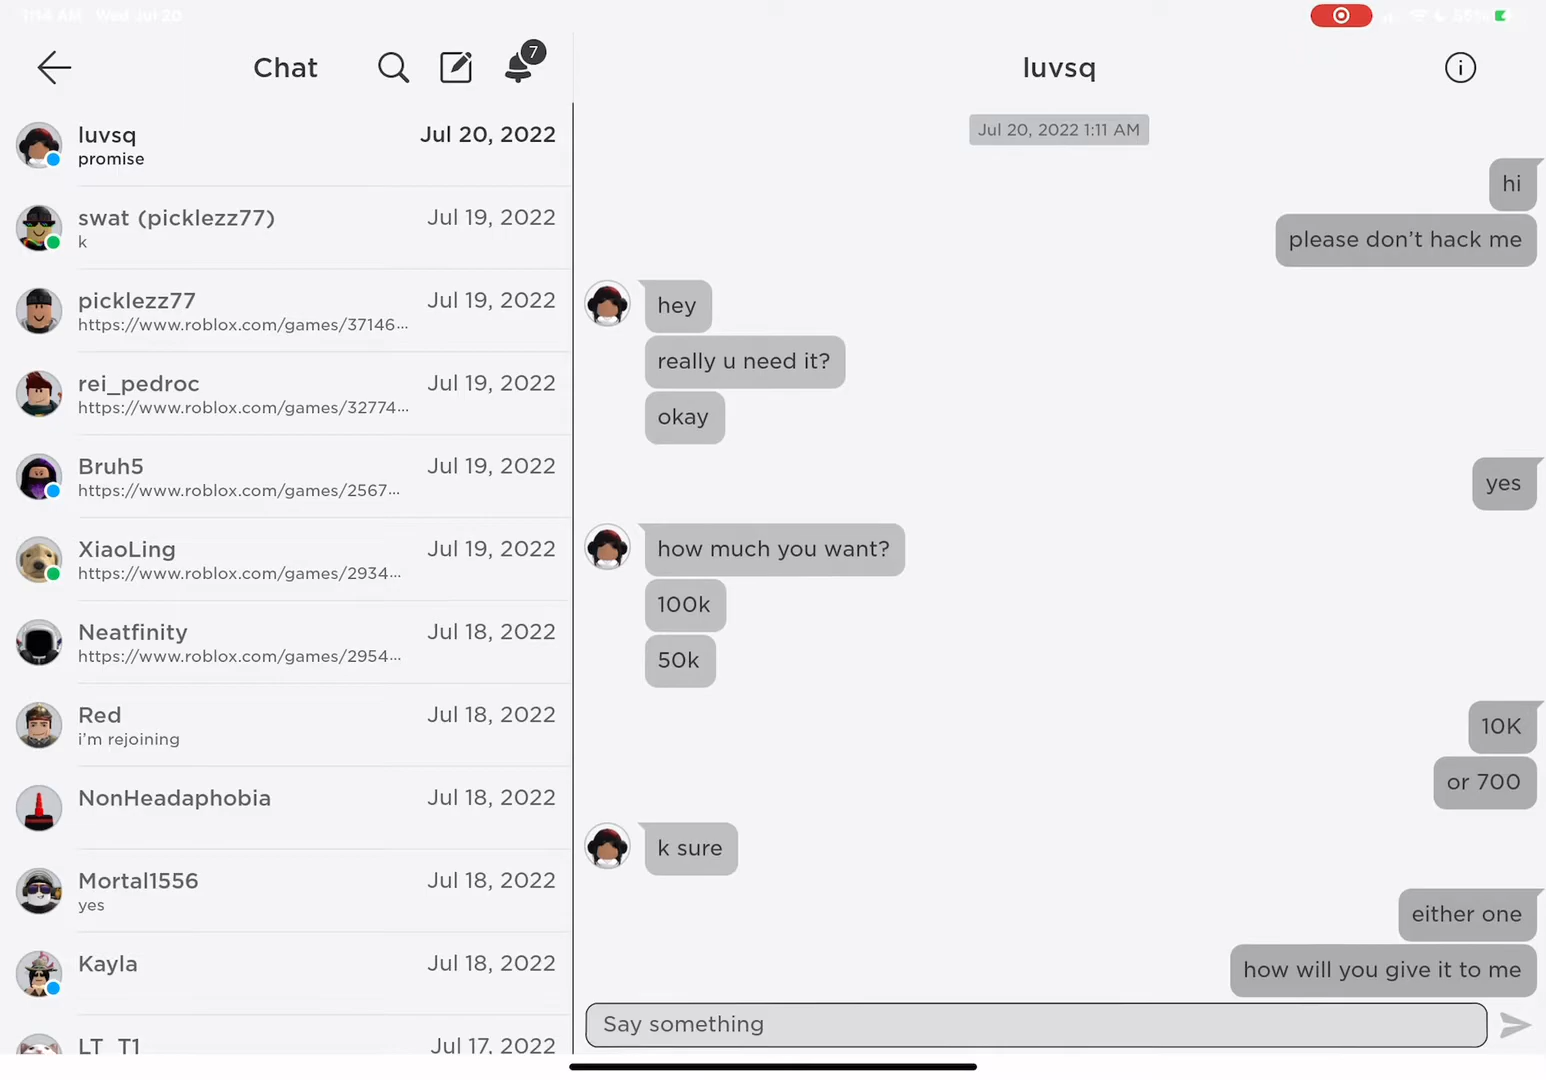 1:14 AM Wed Jul 20
Chat
7
luvsq
Jul 20, 2022
promise
swat (picklezz77)
Jul 19, 2022
k
picklezz77
Jul 19, 2022
https://www.roblox.com/games/37146...
rei_pedroc
Jul 19, 2022
https://www.roblox.com/games/32774...
Bruh5
Jul 19, 2022
https://www.roblox.com/games/2567...
XiaoLing
Jul 19, 2022
https://www.roblox.com/games/2934...
Neatfinity
Jul 18, 2022
https://www.roblox.com/games/2954...
Red
Jul 18, 2022
i'm rejoining
NonHeadaphobia
Jul 18, 2022
Mortal1556
Jul 18, 2022
yes
Kayla
Jul 18, 2022
LT_T1
Jul 17, 2022
luvsq
Jul 20, 2022 1:11 AM
hi
please don't hack me
hey
really u need it?
okay
yes
how much you want?
100k
50k
10K
or 700
k sure
either one
how will you give it to me
Say something